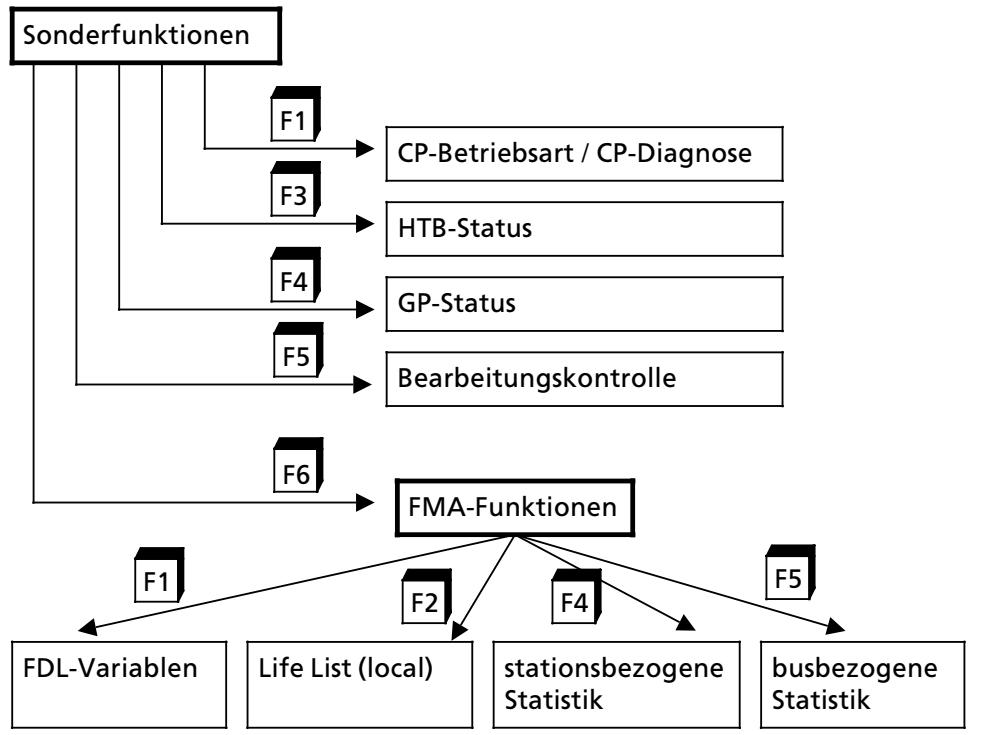 Sonderfunktionen
F1
CP-Betriebsart / CP-Diagnose
F3
HTB-Status
F4
GP-Status
F5
Bearbeitungskontrolle
F6
FMA-Funktionen
F1
F2
F4
F5
FDL-Variablen
Life List (local)
stationsbezogene
Statistik
busbezogene
Statistik